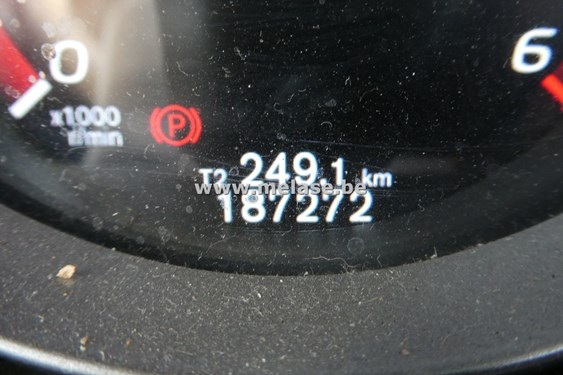 0
6
x1000
r/min
P
T2 249.1 km
www.melase.be
187272